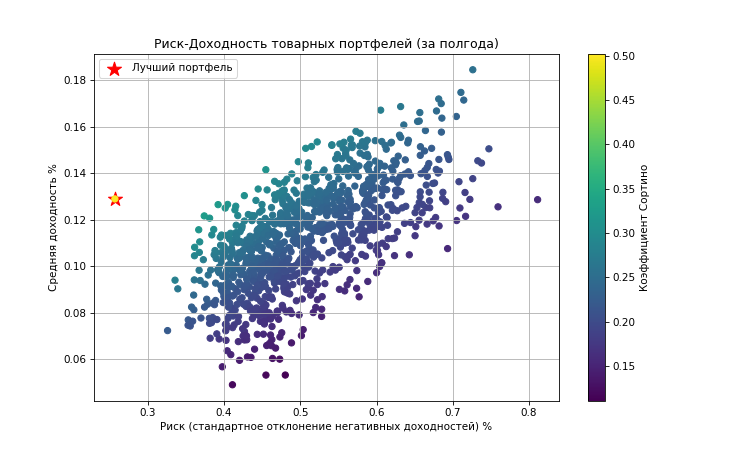 Риск-Доходность товарных портфелей (за полгода)
Лучший портфель
Средняя доходность %
0.18
0.16
0.14
0.12
0.10
0.08
0.06
0.3 0.4 0.5 0.6 0.7 0.8
Риск (стандартное отклонение негативных доходностей) %
0.50
0.45
0.40
0.35
0.30
0.25
0.20
0.15
Коэффициент Сортино